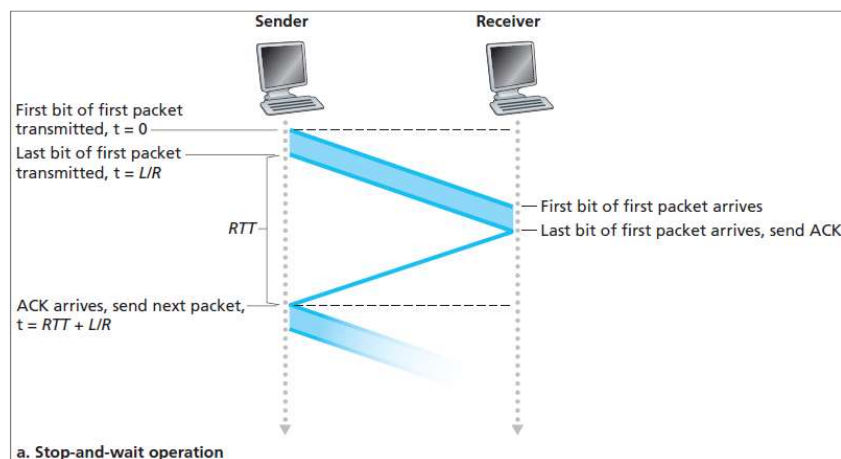 Sender
Receiver
First bit of first packet
transmitted, t = 0
Last bit of first packet
transmitted, t = L/R
RTT
First bit of first packet arrives
Last bit of first packet arrives, send ACK
ACK arrives, send next packet,
t = RTT + L/R
a. Stop-and-wait operation